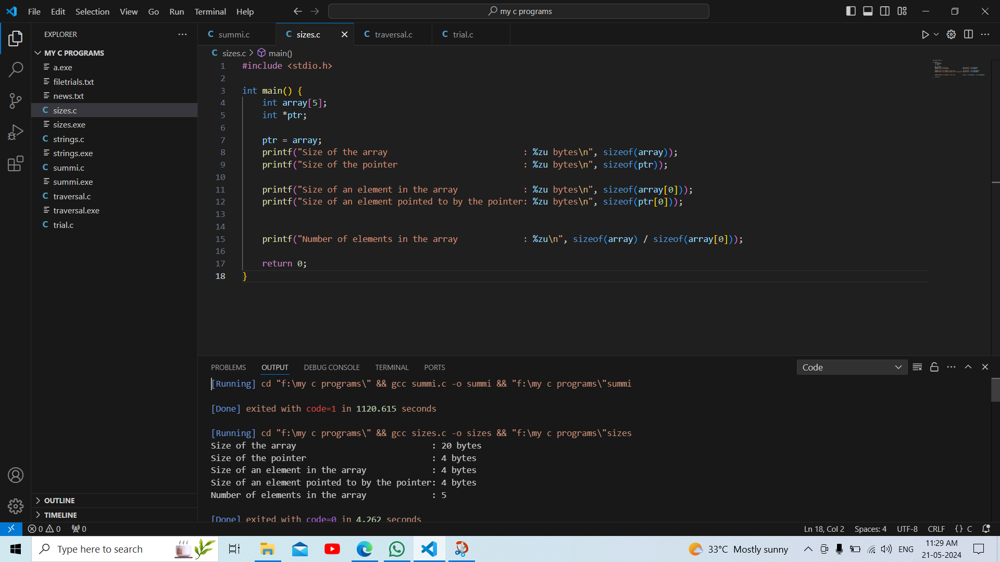 File Edit Selection View Go Run Terminal Help
my c programs
EXPLORER
MY C PROGRAMS
a.exe
filetrials.txt
news.txt
C sizes.c
sizes.exe
C strings.c
strings.exe
C summi.c
summi.exe
C traversal.c
traversal.exe
C trial.c
OUTLINE
TIMELINE
C summi.c C sizes.c C traversal.c C trial.c
C sizes.c > main()
1 #include <stdio.h>
2
3 int main() {
4 int array[5];
5 int *ptr;
6
7 ptr = array;
8 printf("Size of the array                           : %zu bytes\n", sizeof(array));
9 printf("Size of the pointer                         : %zu bytes\n", sizeof(ptr));
10
11 printf("Size of an element in the array             : %zu bytes\n", sizeof(array[0]));
12 printf("Size of an element pointed to by the pointer: %zu bytes\n", sizeof(ptr[0]));
13
14
15 printf("Number of elements in the array             : %zu\n", sizeof(array) / sizeof(array[0]));
16
17 return 0;
18 }
PROBLEMS OUTPUT DEBUG CONSOLE TERMINAL PORTS
Code
[Running] cd "f:\my c programs\" && gcc summi.c -o summi && "f:\my c programs\"summi
[Done] exited with code=1 in 1120.615 seconds
[Running] cd "f:\my c programs\" && gcc sizes.c -o sizes && "f:\my c programs\"sizes
Size of the array                           : 20 bytes
Size of the pointer                         : 4 bytes
Size of an element in the array             : 4 bytes
Size of an element pointed to by the pointer: 4 bytes
Number of elements in the array             : 5
[Done] exited with code=0 in 4.262 seconds
0 0 0
Ln 18, Col 2 Spaces: 4 UTF-8 CRLF {} C
Type here to search
33°C Mostly sunny
ENG
11:29 AM
21-05-2024